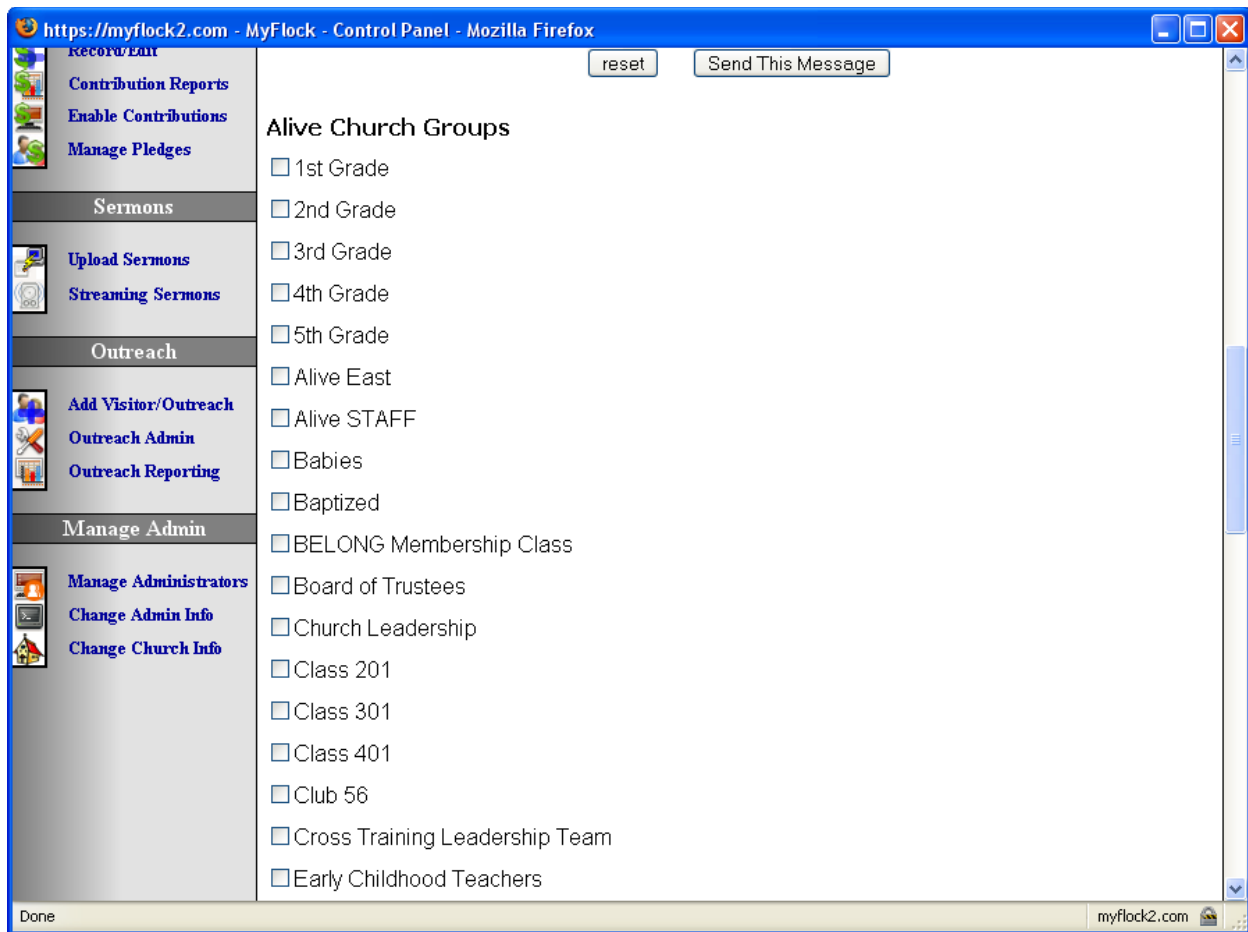 https://myflock2.com - MyFlock - Control Panel - Mozilla Firefox
Record/Edit
Contribution Reports
Enable Contributions
Manage Pledges
Sermons
Upload Sermons
Streaming Sermons
Outreach
Add Visitor/Outreach
Outreach Admin
Outreach Reporting
Manage Admin
Manage Administrators
Change Admin Info
Change Church Info
reset Send This Message
Alive Church Groups
1st Grade
2nd Grade
3rd Grade
4th Grade
5th Grade
Alive East
Alive STAFF
Babies
Baptized
BELONG Membership Class
Board of Trustees
Church Leadership
Class 201
Class 301
Class 401
Club 56
Cross Training Leadership Team
Early Childhood Teachers
Done myflock2.com